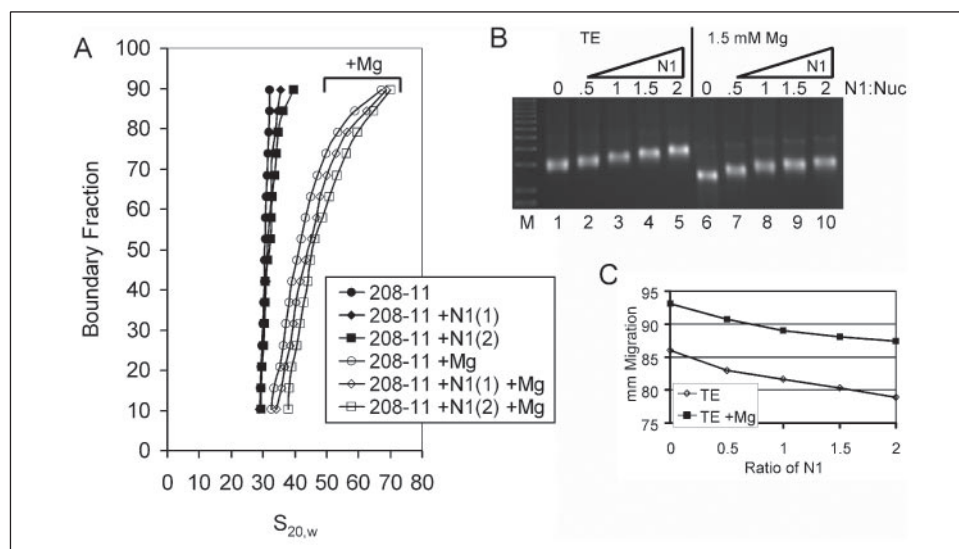 A
+Mg
100
90
80
70
60
50
40
30
20
10
0
Boundary Fraction
0 10 20 30 40 50 60 70 80
S20,w
208-11
208-11 +N1(1)
208-11 +N1(2)
208-11 +Mg
208-11 +N1(1) +Mg
208-11 +N1(2) +Mg
B
TE 1.5 mM Mg
N1 N1
0 .5 1 1.5 2 0 .5 1 1.5 2 N1:Nuc
M 1 2 3 4 5 6 7 8 9 10
C
95
90
85
80
75
mm Migration
TE
TE +Mg
0 0.5 1 1.5 2
Ratio of N1